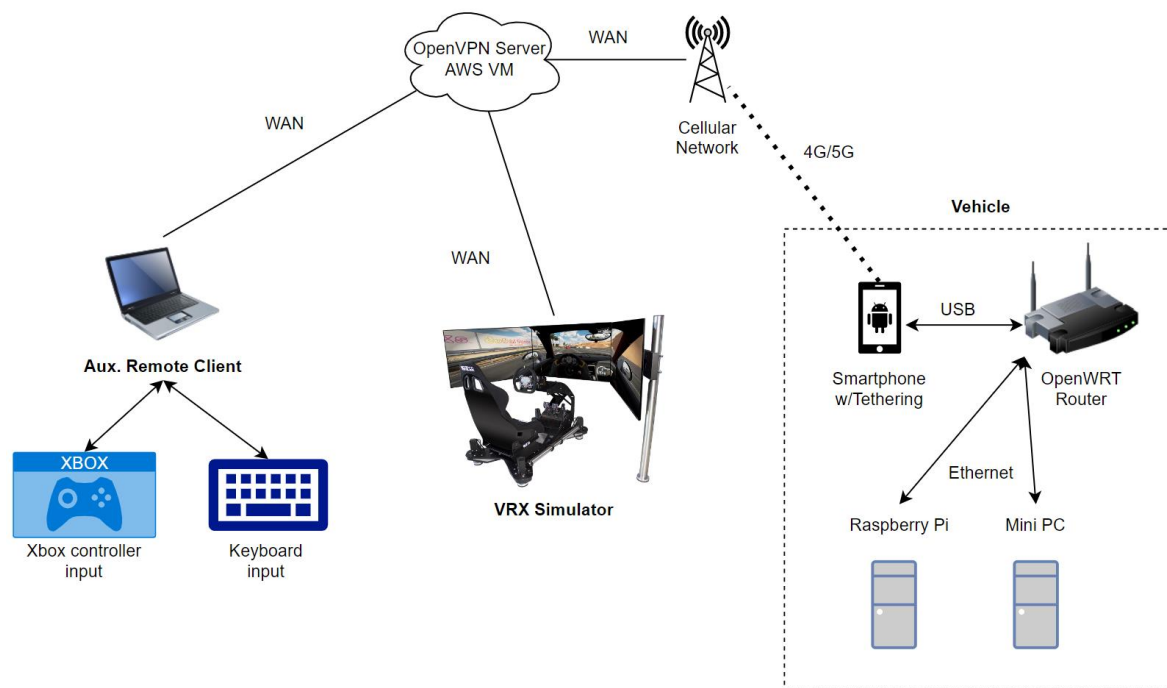 OpenVPN Server
AWS VM
WAN
Cellular
Network
WAN
4G/5G
WAN
Vehicle
USB
Smartphone
w/Tethering
OpenWRT
Router
Ethernet
Raspberry Pi
Mini PC
Aux. Remote Client
XBOX
Xbox controller
input
Keyboard
input
VRX Simulator